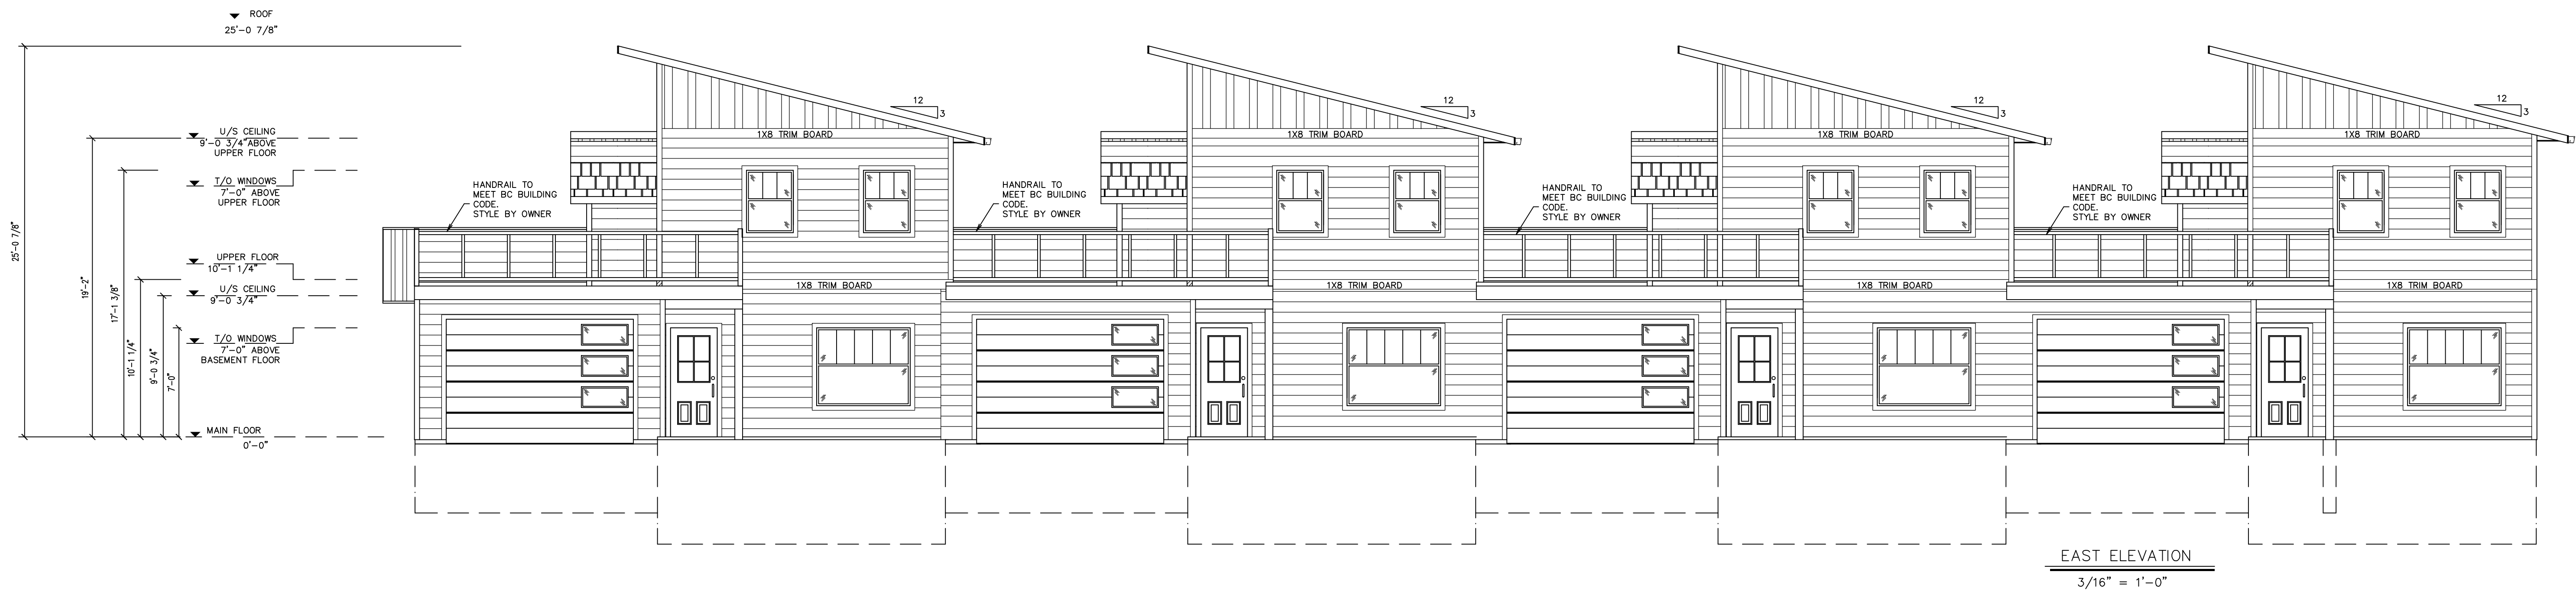 ROOF
25'-0 7/8"
U/S CEILING
9'-0 3/4"ABOVE
UPPER FLOOR
T/O WINDOWS
7'-0" ABOVE
UPPER FLOOR
UPPER FLOOR
10'-1 1/4"
U/S CEILING
9'-0 3/4"
T/O WINDOWS
7'-0" ABOVE
BASEMENT FLOOR
MAIN FLOOR
0'-0"
25'-0 7/8"
19'-2"
17'-1 3/8"
10'-1 1/4"
9'-0 3/4"
7'-0"
HANDRAIL TO
MEET BC BUILDING
CODE.
STYLE BY OWNER
12
3
1X8 TRIM BOARD
1X8 TRIM BOARD
HANDRAIL TO
MEET BC BUILDING
CODE.
STYLE BY OWNER
12
3
1X8 TRIM BOARD
1X8 TRIM BOARD
HANDRAIL TO
MEET BC BUILDING
CODE.
STYLE BY OWNER
12
3
1X8 TRIM BOARD
1X8 TRIM BOARD
HANDRAIL TO
MEET BC BUILDING
CODE.
STYLE BY OWNER
12
3
1X8 TRIM BOARD
1X8 TRIM BOARD
EAST ELEVATION
3/16" = 1'-0"